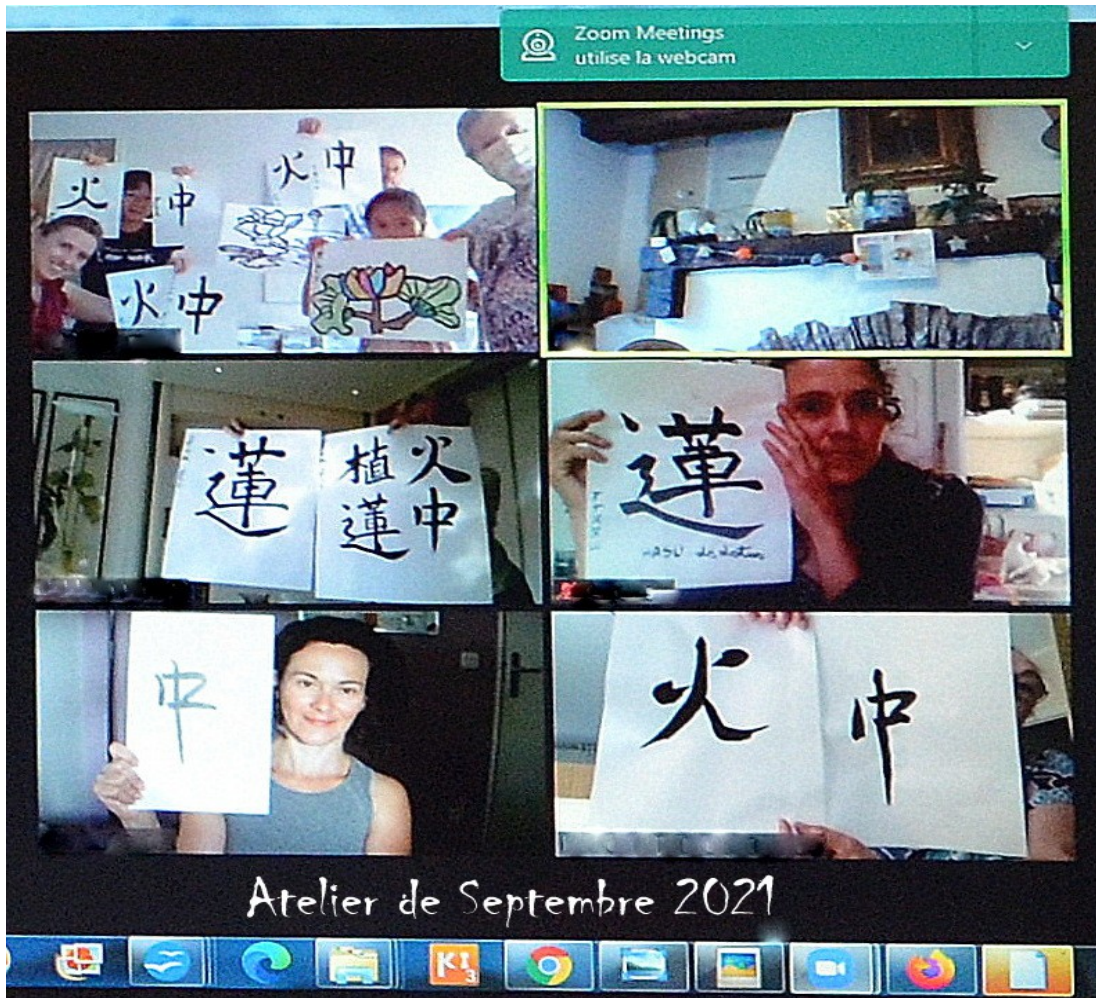 Zoom Meetings
utilise la webcam
火 中
火 中
火 中
蓮
火中
植蓮
蓮
中
火 中
Atelier de Septembre 2021
KI3